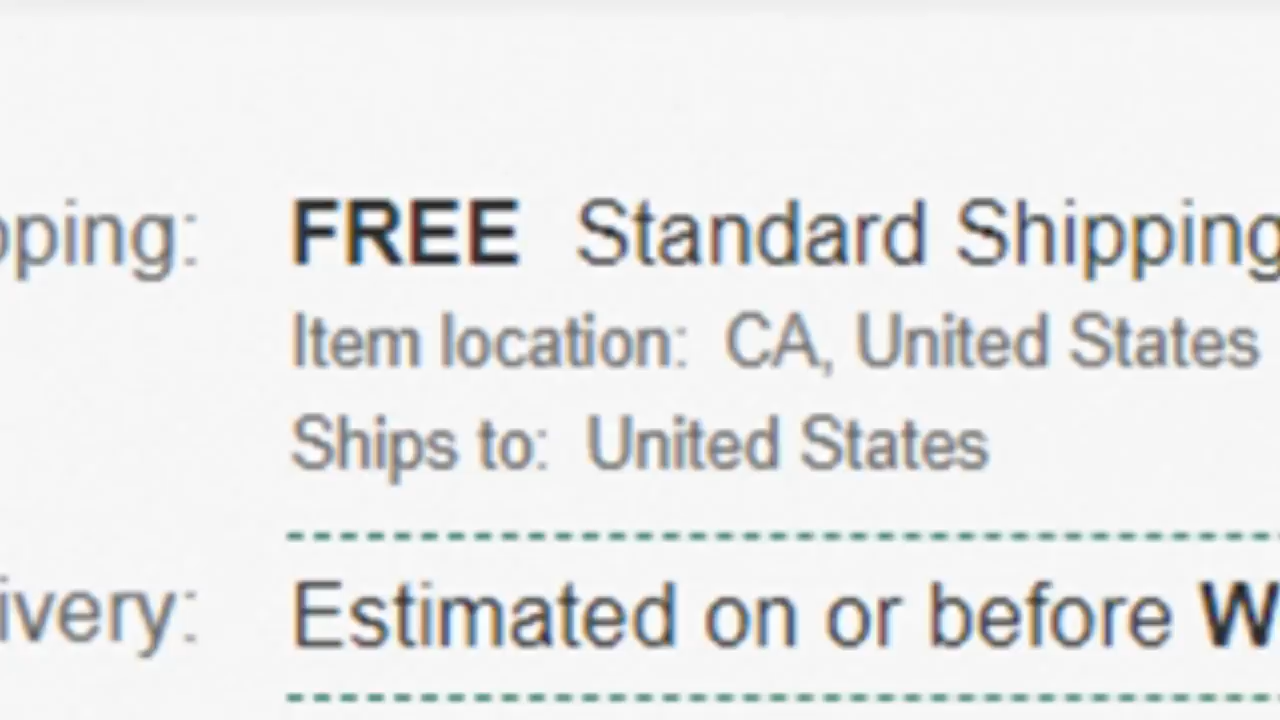 pping: FREE Standard Shipping
Item location: CA, United States
Ships to: United States
ivery: Estimated on or before W